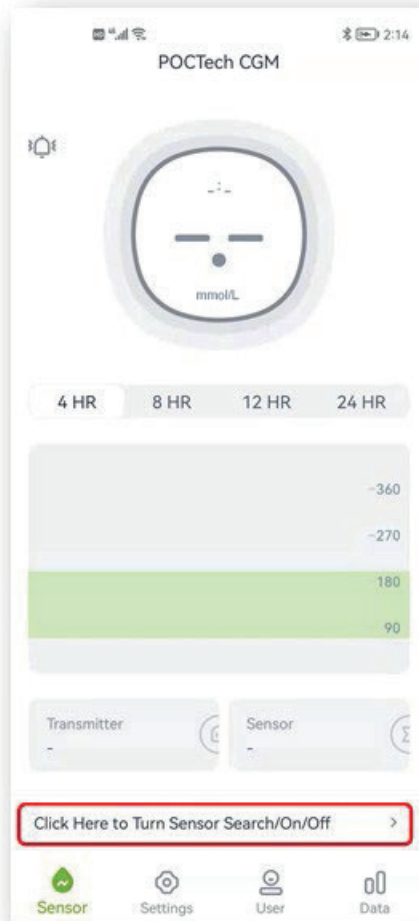 2:14
POCTech CGM
-:-
-- --
mmol/L
4 HR 8 HR 12 HR 24 HR
360
270
180
90
Transmitter Sensor
- -
Click Here to Turn Sensor Search/On/Off >
Sensor Settings User Data